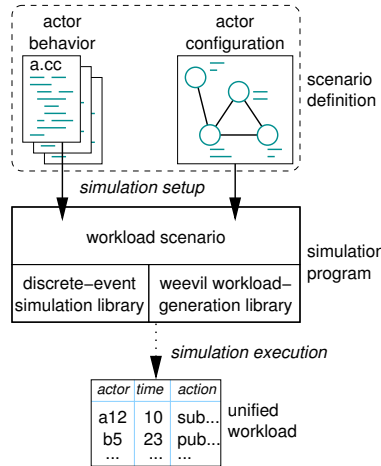 actor
behavior
actor
configuration
a.cc
scenario
definition
simulation setup
workload scenario
discrete−event
simulation library
weevil workload−
generation library
simulation
program
simulation execution
actor time action
a12 10 sub...
b5 23 pub...
... ... ...
unified
workload